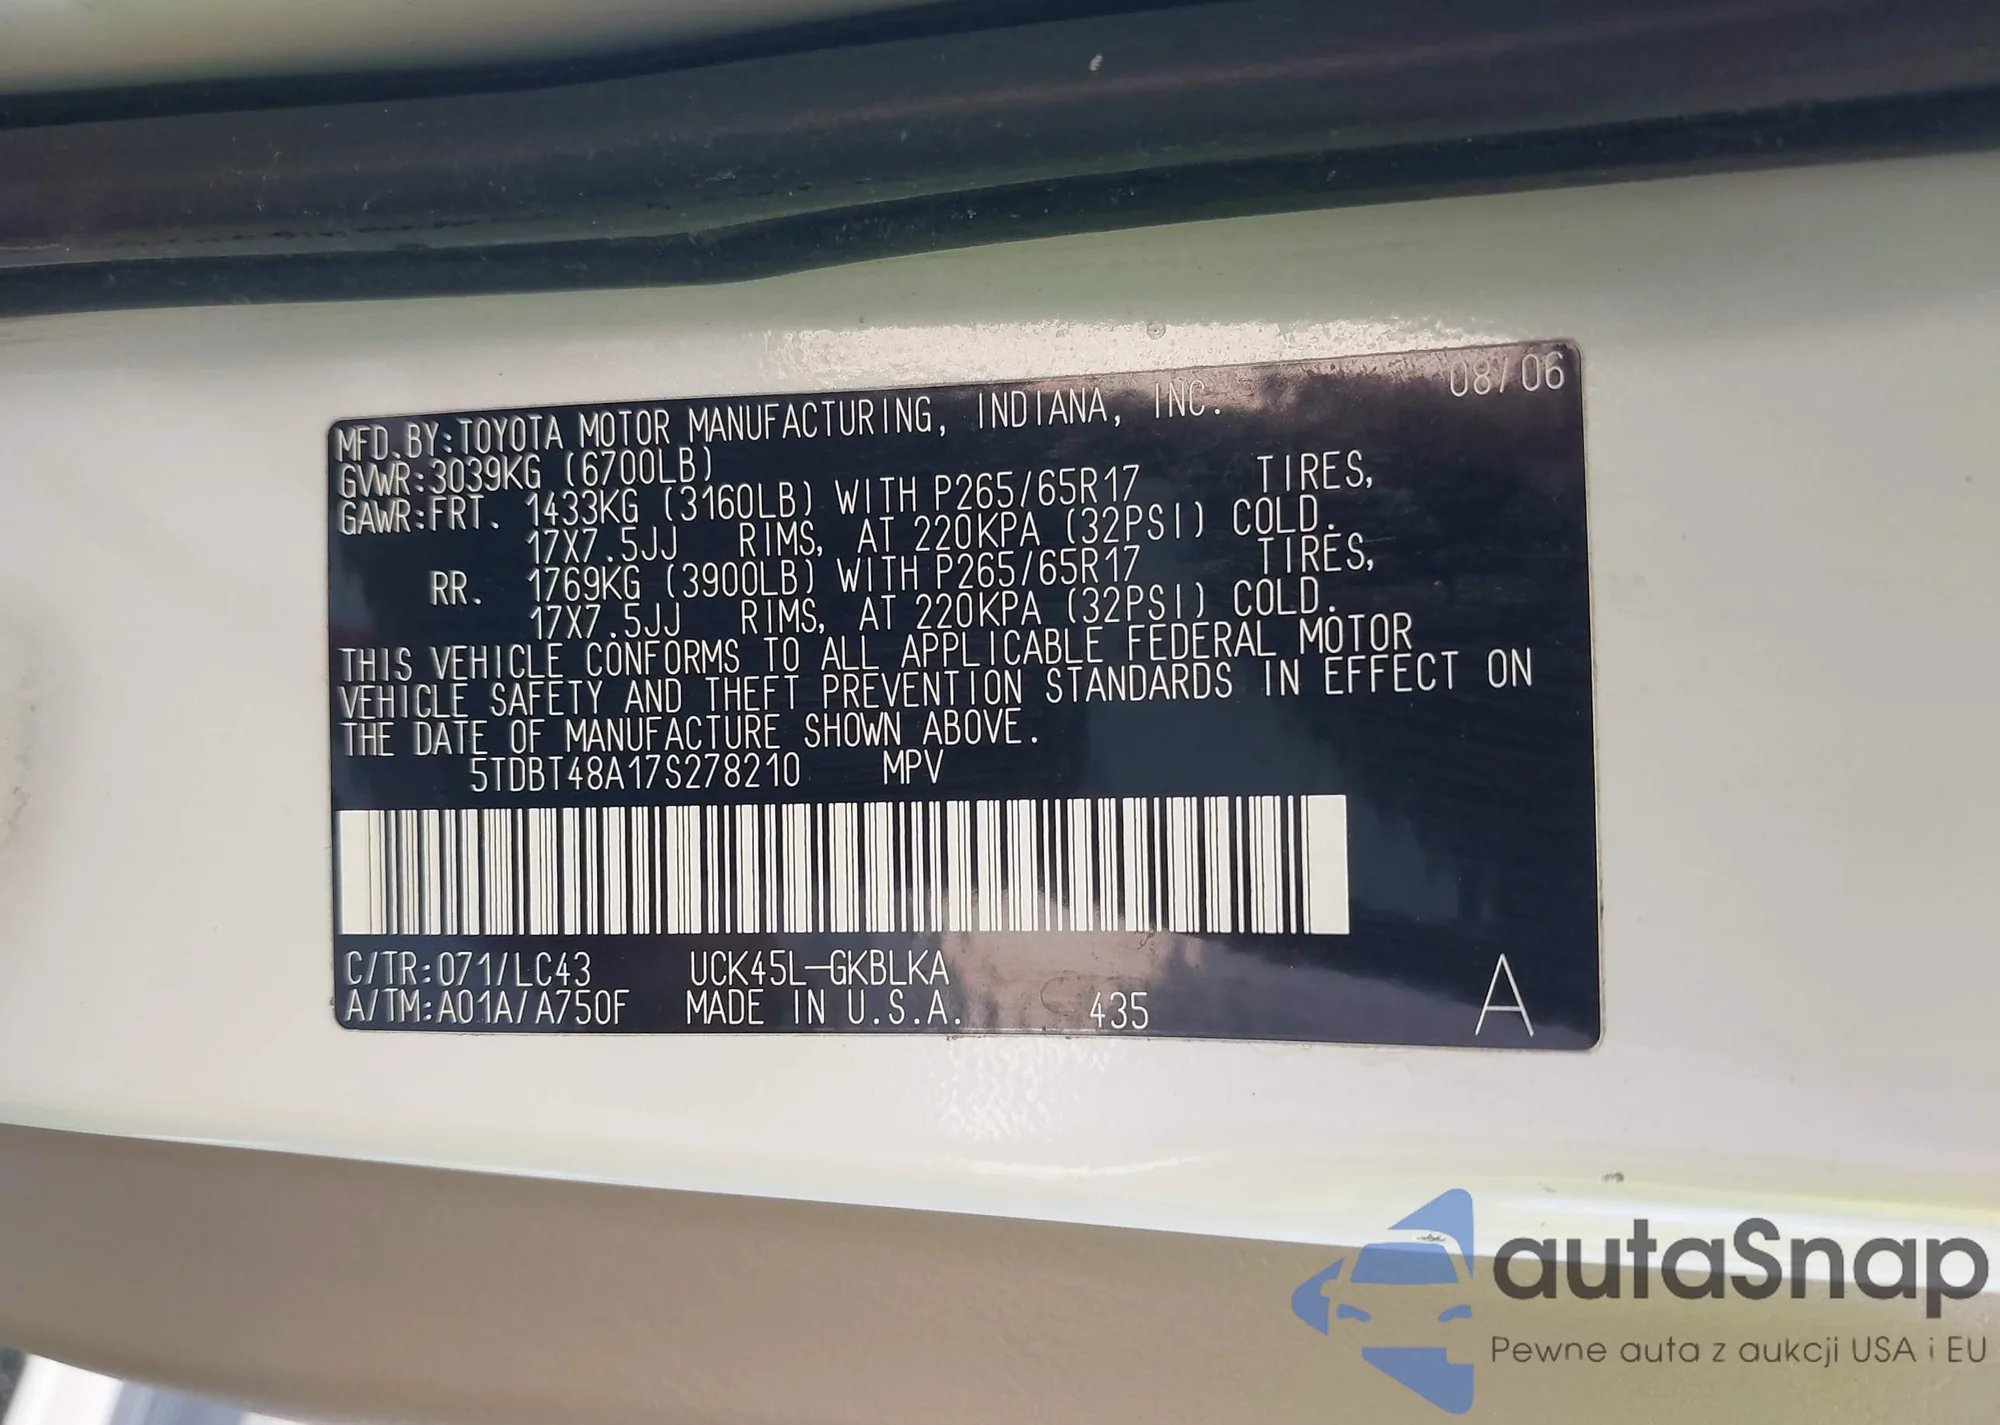 08/06
MFD.BY:TOYOTA MOTOR MANUFACTURING, INDIANA, INC.
GVWR:3039KG (6700LB)
GAWR:FRT. 1433KG (3160LB) WITH P265/65R17 TIRES,
17X7.5JJ RIMS, AT 220KPA (32PSI) COLD.
RR. 1769KG (3900LB) WITH P265/65R17 TIRES,
17X7.5JJ RIMS, AT 220KPA (32PSI) COLD.
THIS VEHICLE CONFORMS TO ALL APPLICABLE FEDERAL MOTOR
VEHICLE SAFETY AND THEFT PREVENTION STANDARDS IN EFFECT ON
THE DATE OF MANUFACTURE SHOWN ABOVE.
5TDBT48A17S278210 MPV
C/TR:071/LC43 UCK45L-GKBLKA
A/TM:A01A/A750F MADE IN U.S.A. 435 A
autaSnap
Pewne auta z aukcji USA i EU